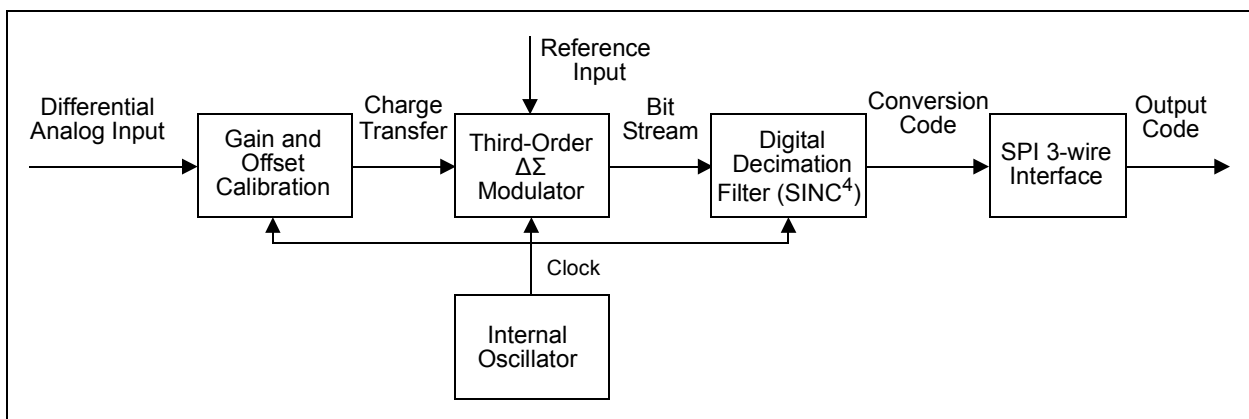 Reference
Input
Differential
Analog Input
Gain and
Offset
Calibration
Charge
Transfer
Third-Order
ΔΣ
Modulator
Bit
Stream
Digital
Decimation
Filter (SINC⁴)
Conversion
Code
SPI 3-wire
Interface
Output
Code
Clock
Internal
Oscillator